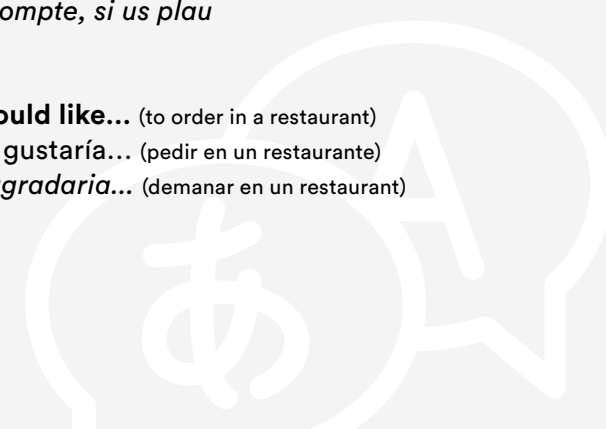 ompte, si us plau
ould like... (to order in a restaurant)
gustaría... (pedir en un restaurante)
gradaria... (demanar en un restaurant)
あ
A